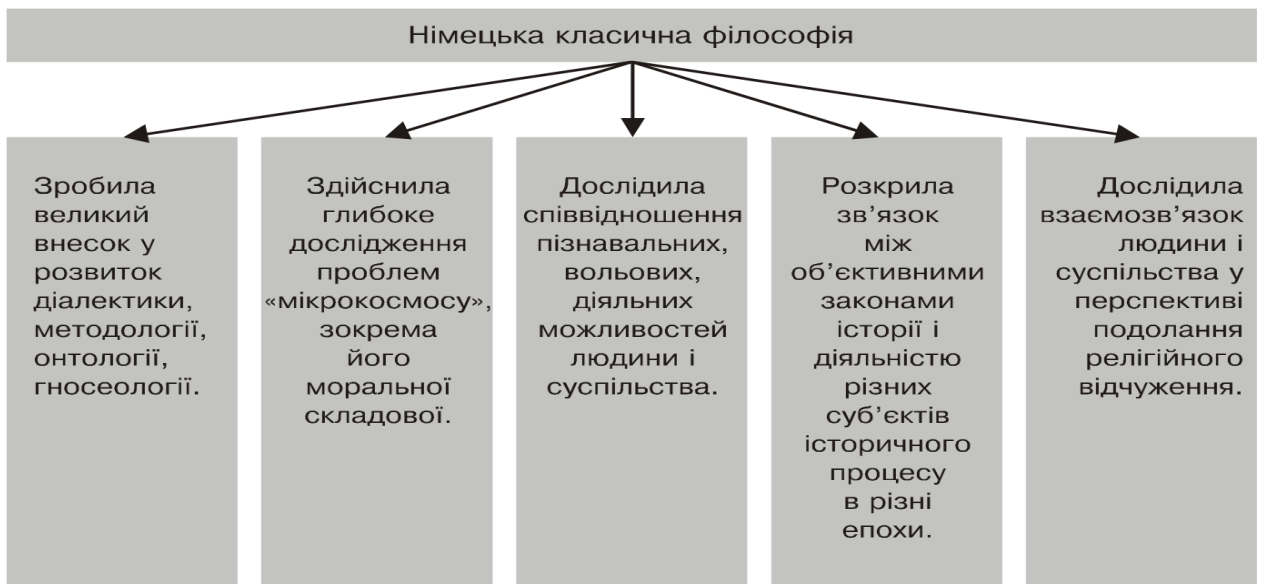 Німецька класична філософія
Зробила
великий
внесок у
розвиток
діалектики,
методології,
онтології,
гносеології.
Здійснила
глибоке
дослідження
проблем
«мікрокосмосу»,
зокрема
його
моральної
складової.
Дослідила
співвідношення
пізнавальних,
вольових,
діяльних
можливостей
людини і
суспільства.
Розкрила
зв’язок
між
об’єктивними
законами
історії і
діяльністю
різних
суб’єктів
історичного
процесу
в різні
епохи.
Дослідила
взаємозв’язок
людини і
суспільства у
перспективі
подолання
релігійного
відчуження.